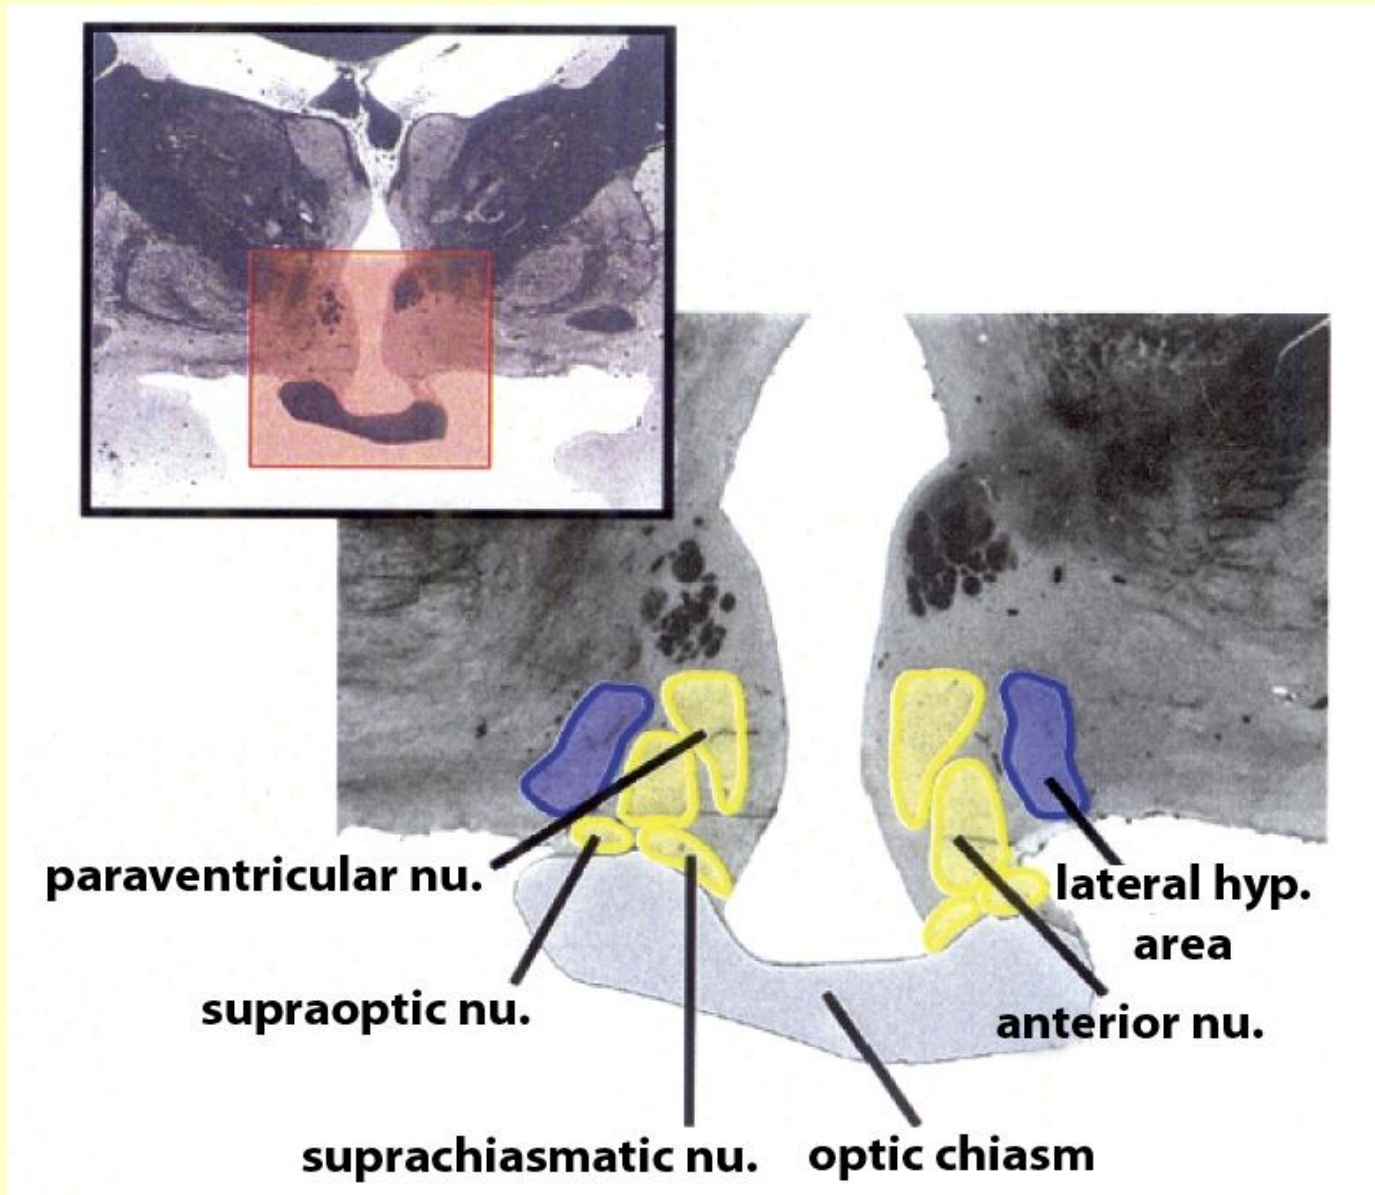 paraventricular nu.
lateral hyp.
area
supraoptic nu.
anterior nu.
suprachiasmatic nu.
optic chiasm